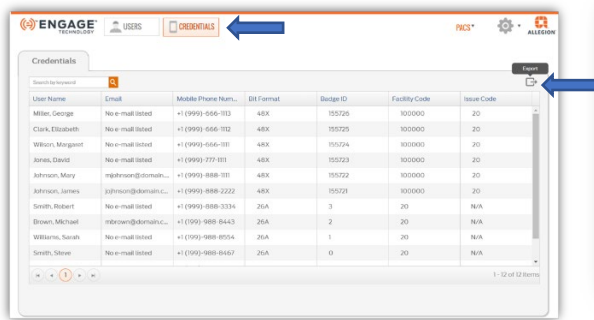 ENGAGE TECHNOLOGY USERS CREDENTIALS PACS ALLEGION
Credentials
Export
Search by keyword
User Name Email Mobile Phone Num... Bit Format Badge ID Facility Code Issue Code
Miller, George No e-mail listed +1 (999)-666-1113 48X 155726 100000 20
Clark, Elizabeth No e-mail listed +1 (999)-666-1112 48X 155725 100000 20
Wilson, Margaret No e-mail listed +1 (999)-666-1111 48X 155724 100000 20
Jones, David No e-mail listed +1 (999)-777-1111 48X 155723 100000 20
Johnson, Mary mjohnson@domain... +1 (999)-888-1111 48X 155722 100000 20
Johnson, James jojhnson@domain.c... +1 (999)-888-2222 48X 155721 100000 20
Smith, Robert No e-mail listed +1 (999)-888-3334 26A 3 20 N/A
Brown, Michael mbrown@domain.c... +1 (199)-988-8443 26A 2 20 N/A
Williams, Sarah No e-mail listed +1 (199)-988-8554 26A 1 20 N/A
Smith, Steve No e-mail listed +1 (199)-988-8467 26A 0 20 N/A
1 1 - 12 of 12 items